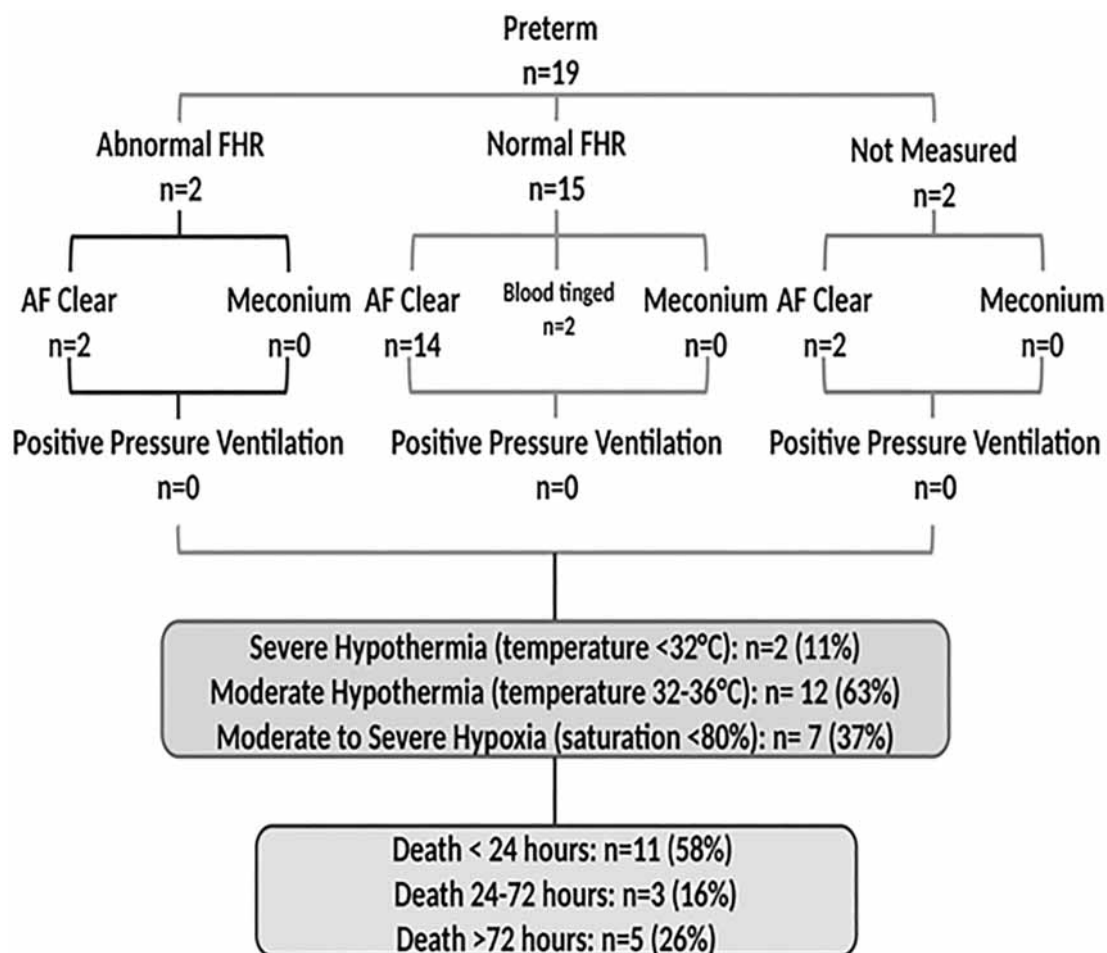 Preterm
n=19
Abnormal FHR
n=2
Normal FHR
n=15
Not Measured
n=2
AF Clear
n=2
Meconium
n=0
AF Clear
n=14
Blood tinged
n=2
Meconium
n=0
AF Clear
n=2
Meconium
n=0
Positive Pressure Ventilation
n=0
Positive Pressure Ventilation
n=0
Positive Pressure Ventilation
n=0
Severe Hypothermia (temperature <32°C): n=2 (11%)
Moderate Hypothermia (temperature 32-36°C): n= 12 (63%)
Moderate to Severe Hypoxia (saturation <80%): n= 7 (37%)
Death < 24 hours: n=11 (58%)
Death 24-72 hours: n=3 (16%)
Death >72 hours: n=5 (26%)